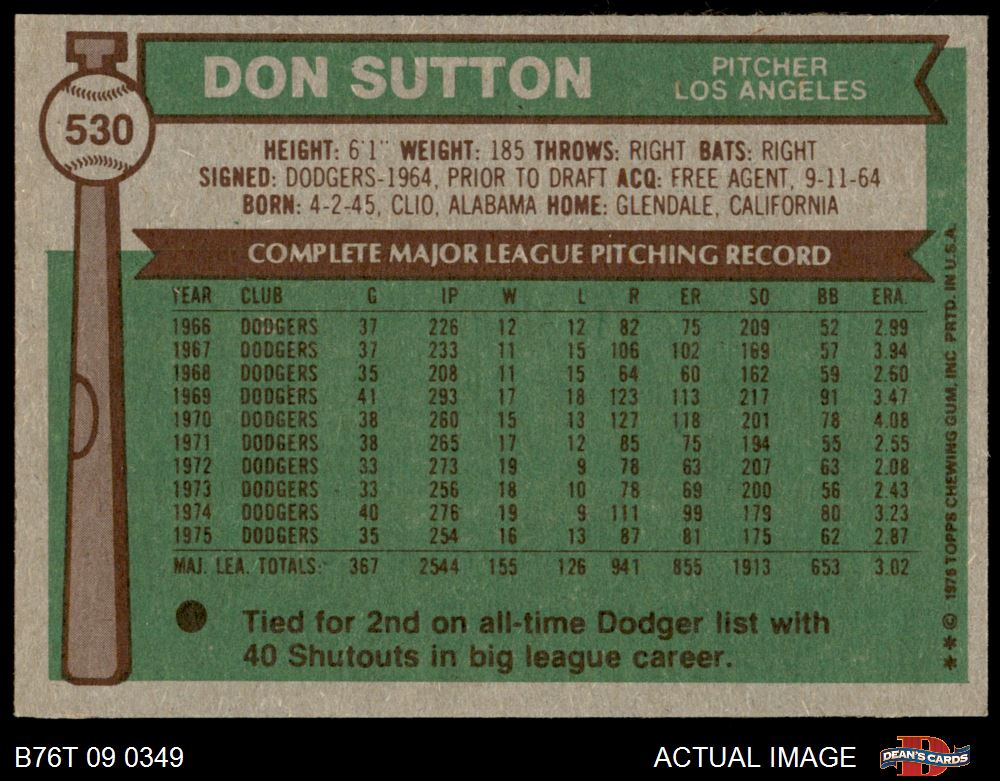 530
DON SUTTON
PITCHER
LOS ANGELES
HEIGHT: 6'1" WEIGHT: 185 THROWS: RIGHT BATS: RIGHT
SIGNED: DODGERS-1964, PRIOR TO DRAFT ACQ: FREE AGENT, 9-11-64
BORN: 4-2-45, CLIO, ALABAMA HOME: GLENDALE, CALIFORNIA
COMPLETE MAJOR LEAGUE PITCHING RECORD
YEAR CLUB G IP W L R ER SO BB ERA.
1966 DODGERS 37 226 12 12 82 75 209 52 2.99
1967 DODGERS 37 233 11 15 106 102 169 57 3.94
1968 DODGERS 35 208 11 15 64 60 162 59 2.60
1969 DODGERS 41 293 17 18 123 113 217 91 3.47
1970 DODGERS 38 260 15 13 127 118 201 78 4.08
1971 DODGERS 38 265 17 12 85 75 194 55 2.55
1972 DODGERS 33 273 19 9 78 63 207 63 2.08
1973 DODGERS 33 256 18 10 78 69 200 56 2.43
1974 DODGERS 40 276 19 9 111 99 179 80 3.23
1975 DODGERS 35 254 16 13 87 81 175 62 2.87
MAJ. LEA. TOTALS: 367 2544 155 126 941 855 1913 653 3.02
Tied for 2nd on all-time Dodger list with
40 Shutouts in big league career.
** © 1976 TOPPS CHEWING GUM, INC PRTD. IN U.S.A.
B76T 09 0349
ACTUAL IMAGE
D
DEAN'S CARDS